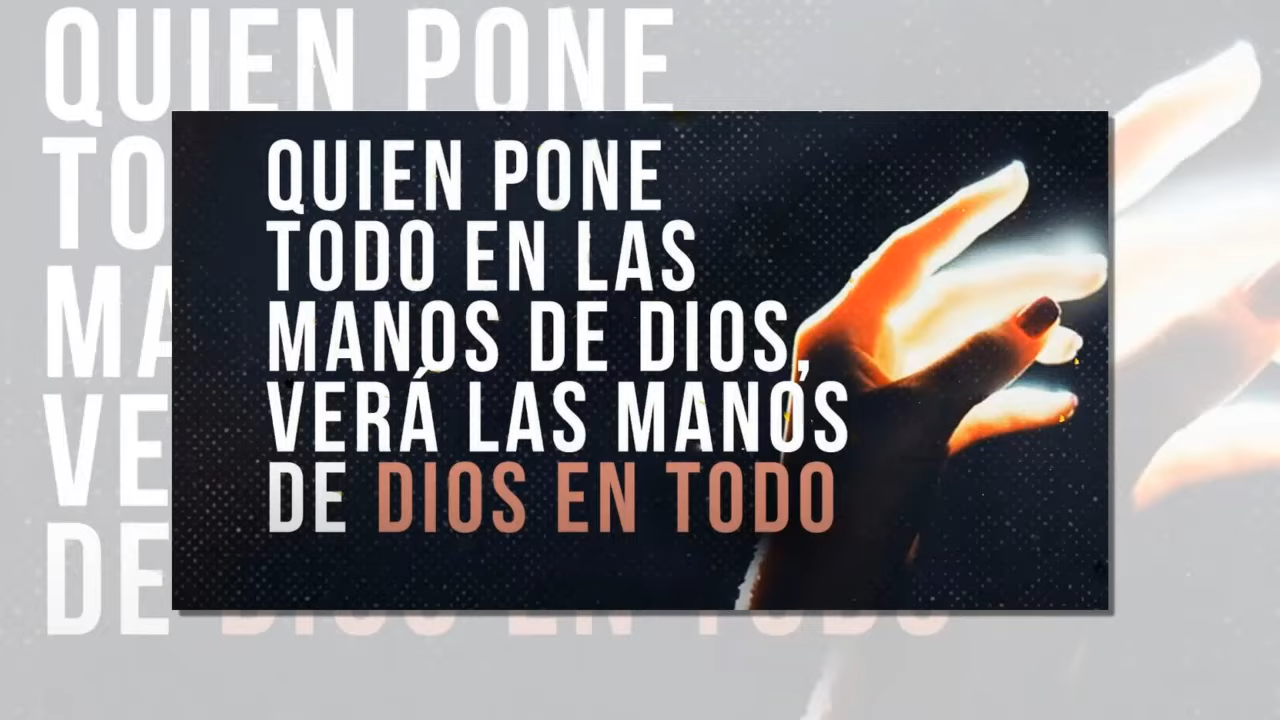 QUIEN PONE
TODO EN LAS
MANOS DE DIOS,
VERÁ LAS MANOS
DE DIOS EN TODO